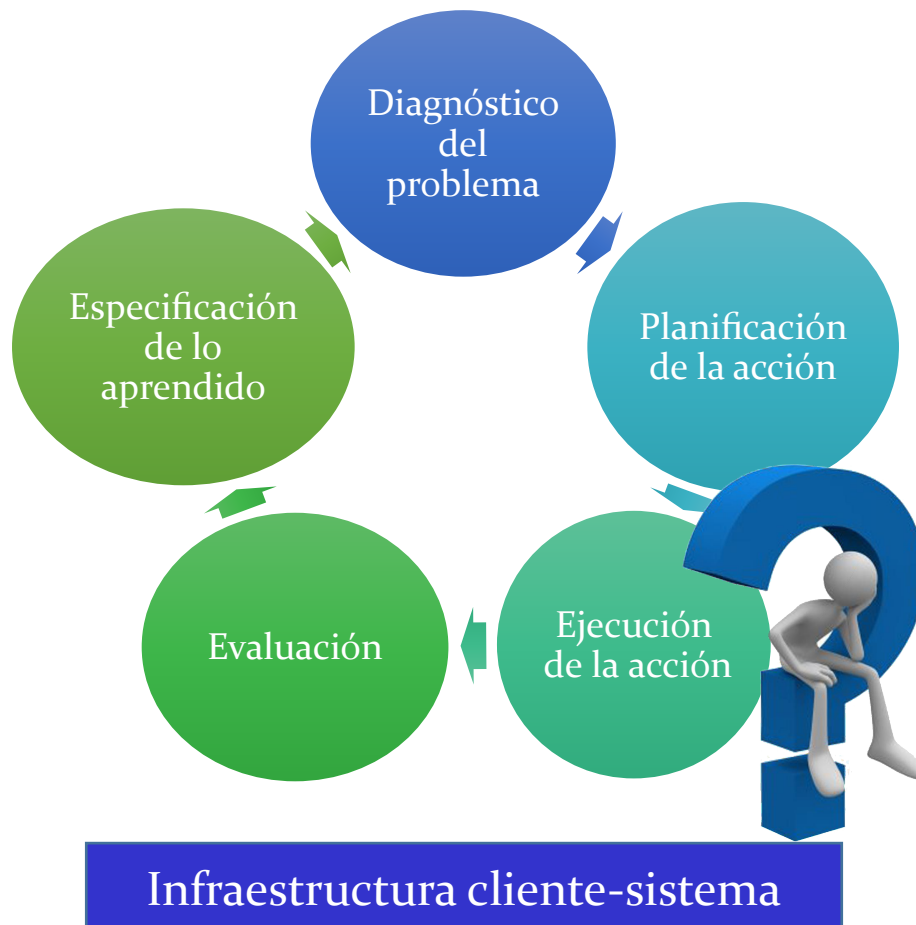 Diagnóstico
del
problema
Planificación
de la acción
Ejecución
de la acción
Evaluación
Especificación
de lo
aprendido
Infraestructura cliente-sistema